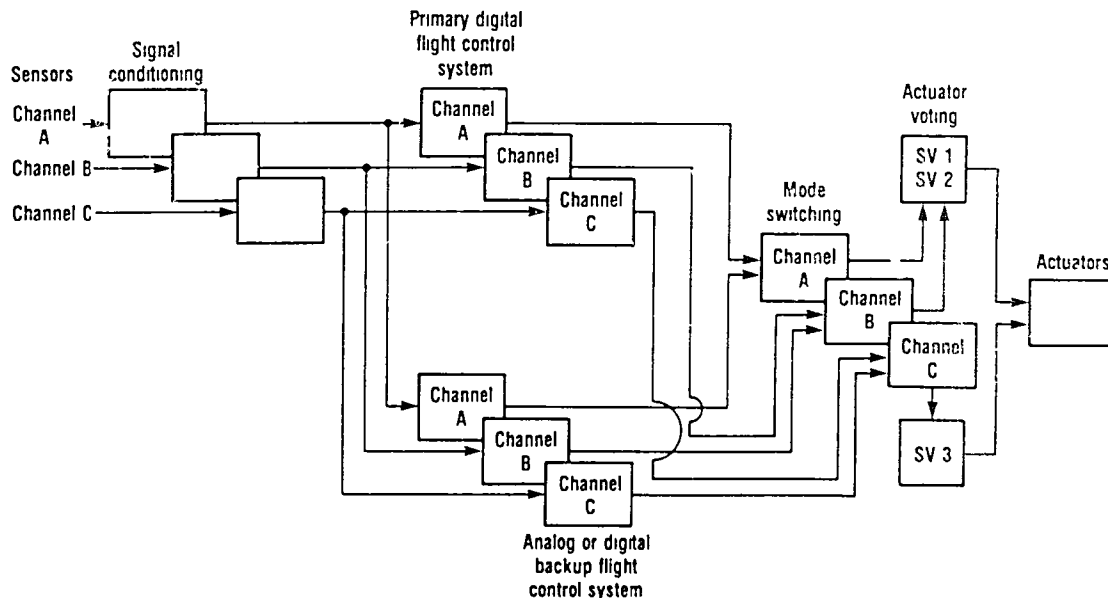 Sensors
Signal
conditioning
Channel
A
Channel B
Channel C
Primary digital
flight control
system
Channel
A
Channel
B
Channel
C
Channel
A
Channel
B
Channel
C
Analog or digital
backup flight
control system
Mode
switching
Channel
A
Channel
B
Channel
C
Actuator
voting
SV 1
SV 2
SV 3
Actuators